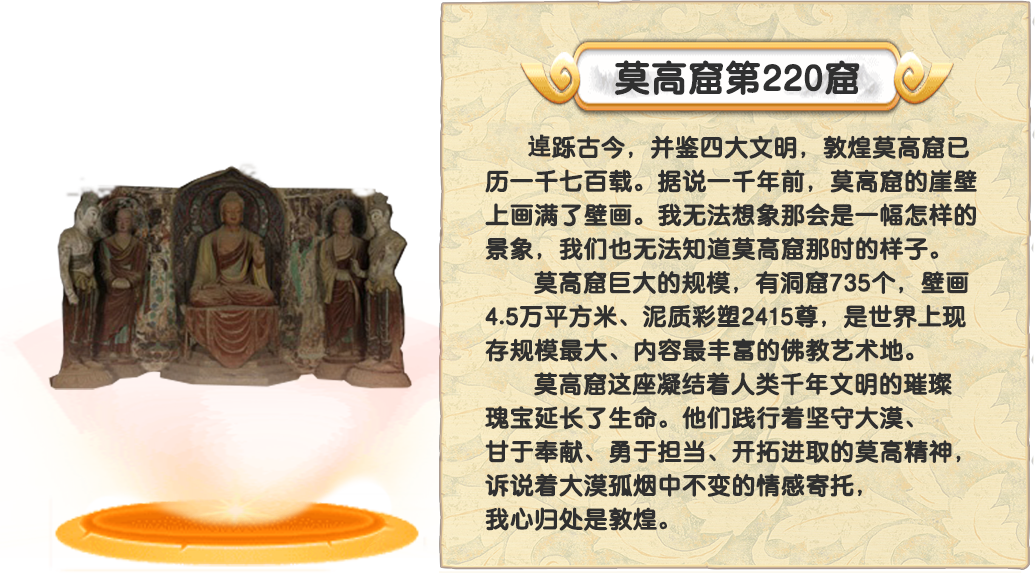 莫高窟第220窟
逴跞古今，并鉴四大文明，敦煌莫高窟已
历一千七百载。据说一千年前，莫高窟的崖壁
上画满了壁画。我无法想象那会是一幅怎样的
景象，我们也无法知道莫高窟那时的样子。
莫高窟巨大的规模，有洞窟735个，壁画
4.5万平方米、泥质彩塑2415尊，是世界上现
存规模最大、内容最丰富的佛教艺术地。
莫高窟这座凝结着人类千年文明的璀璨
瑰宝延长了生命。他们践行着坚守大漠、
甘于奉献、勇于担当、开拓进取的莫高精神，
诉说着大漠孤烟中不变的情感寄托，
我心归处是敦煌。